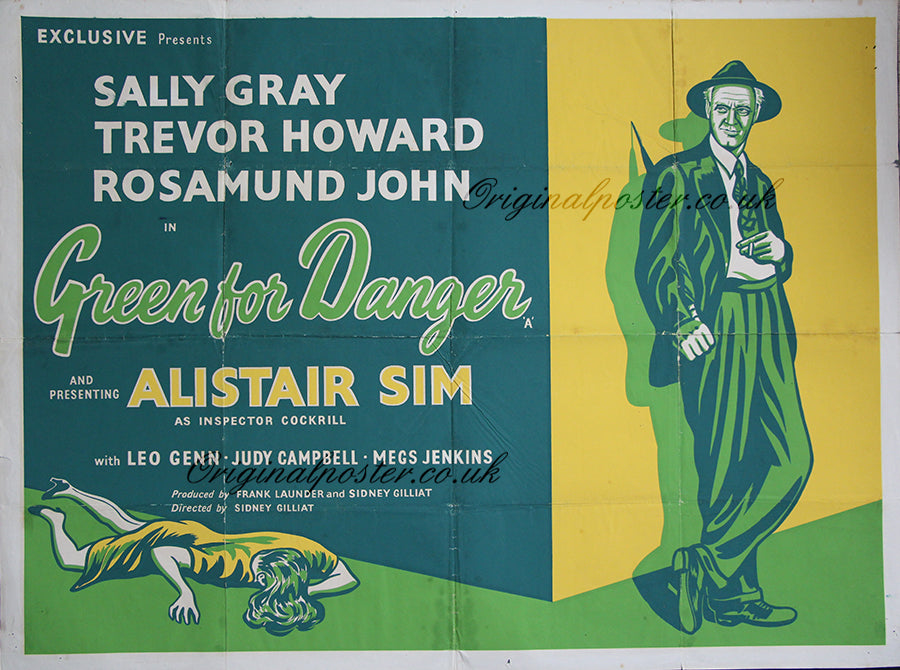 EXCLUSIVE Presents
SALLY GRAY
TREVOR HOWARD
ROSAMUND JOHN
IN
Green for Danger
'A'
AND
PRESENTING
ALISTAIR SIM
AS INSPECTOR COCKRILL
with LEO GENN · JUDY CAMPBELL · MEGS JENKINS
Produced by FRANK LAUNDER and SIDNEY GILLIAT
Directed by SIDNEY GILLIAT
Originalposter.co.uk
Originalposter.co.uk
A